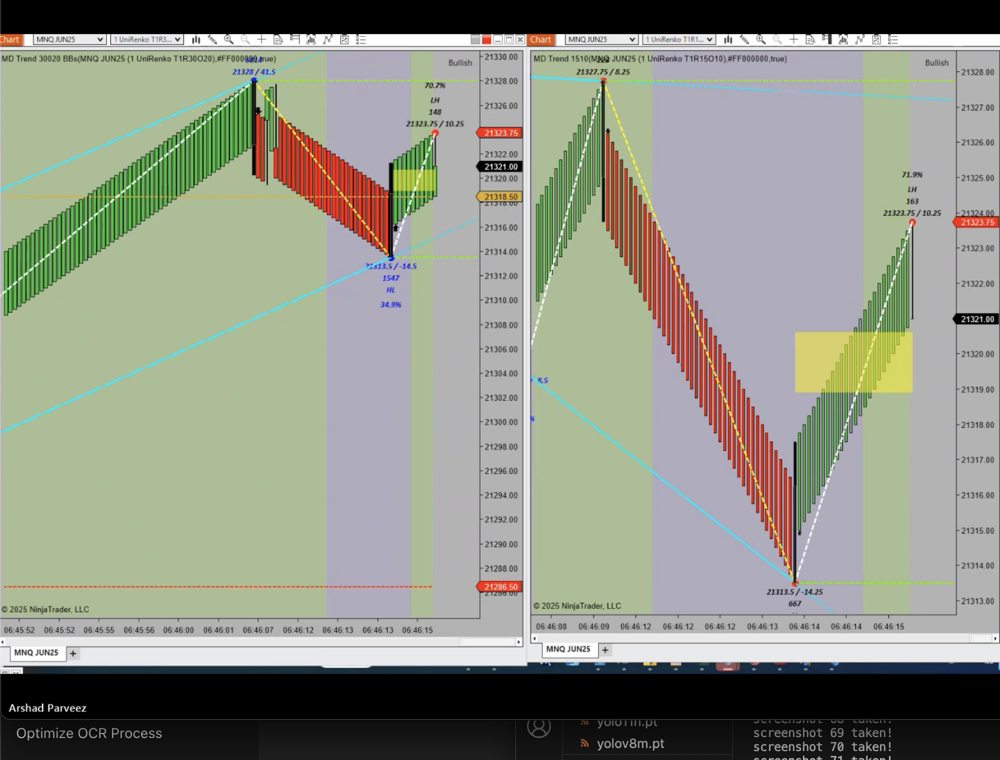 Chart
MNQ JUN25
1 UniRenko T1R3...
MD Trend 30020 BBs(MNQ JUN25 (1 UniRenko T1R30O20),#FF000000,true)
Bullish
21328 / 41.5
70.7%
LH
148
21323.75 / 10.25
21313.5 / -14.5
1547
HL
34.9%
21330.00
21328.00
21326.00
21323.75
21322.00
21321.00
21320.00
21318.50
21316.00
21314.00
21312.00
21310.00
21308.00
21306.00
21304.00
21302.00
21300.00
21298.00
21296.00
21294.00
21292.00
21290.00
21288.00
21286.50
© 2025 NinjaTrader, LLC
06:45:52 06:45:52 06:45:55 06:45:56 06:46:00 06:46:01 06:46:07 06:46:12 06:46:13 06:46:13 06:46:15
MNQ JUN25 +
Chart
MNQ JUN25
1 UniRenko T1R1...
MD Trend 1510(MNQ JUN25 (1 UniRenko T1R15O10),#FF000000,true)
Bullish
21327.75 / 8.25
71.9%
LH
163
21323.75 / 10.25
8.5
%
21313.5 / -14.25
667
21328.00
21327.00
21326.00
21325.00
21324.00
21323.75
21323.00
21322.00
21321.00
21320.00
21319.00
21318.00
21317.00
21316.00
21315.00
21314.00
21313.00
© 2025 NinjaTrader, LLC
06:46:08 06:46:09 06:46:12 06:46:12 06:46:13 06:46:14 06:46:14 06:46:15
MNQ JUN25 +
Arshad Parveez
Optimize OCR Process
yolo11n.pt
yolov8m.pt
screenshot 69 taken!
screenshot 70 taken!
screenshot 71 taken!